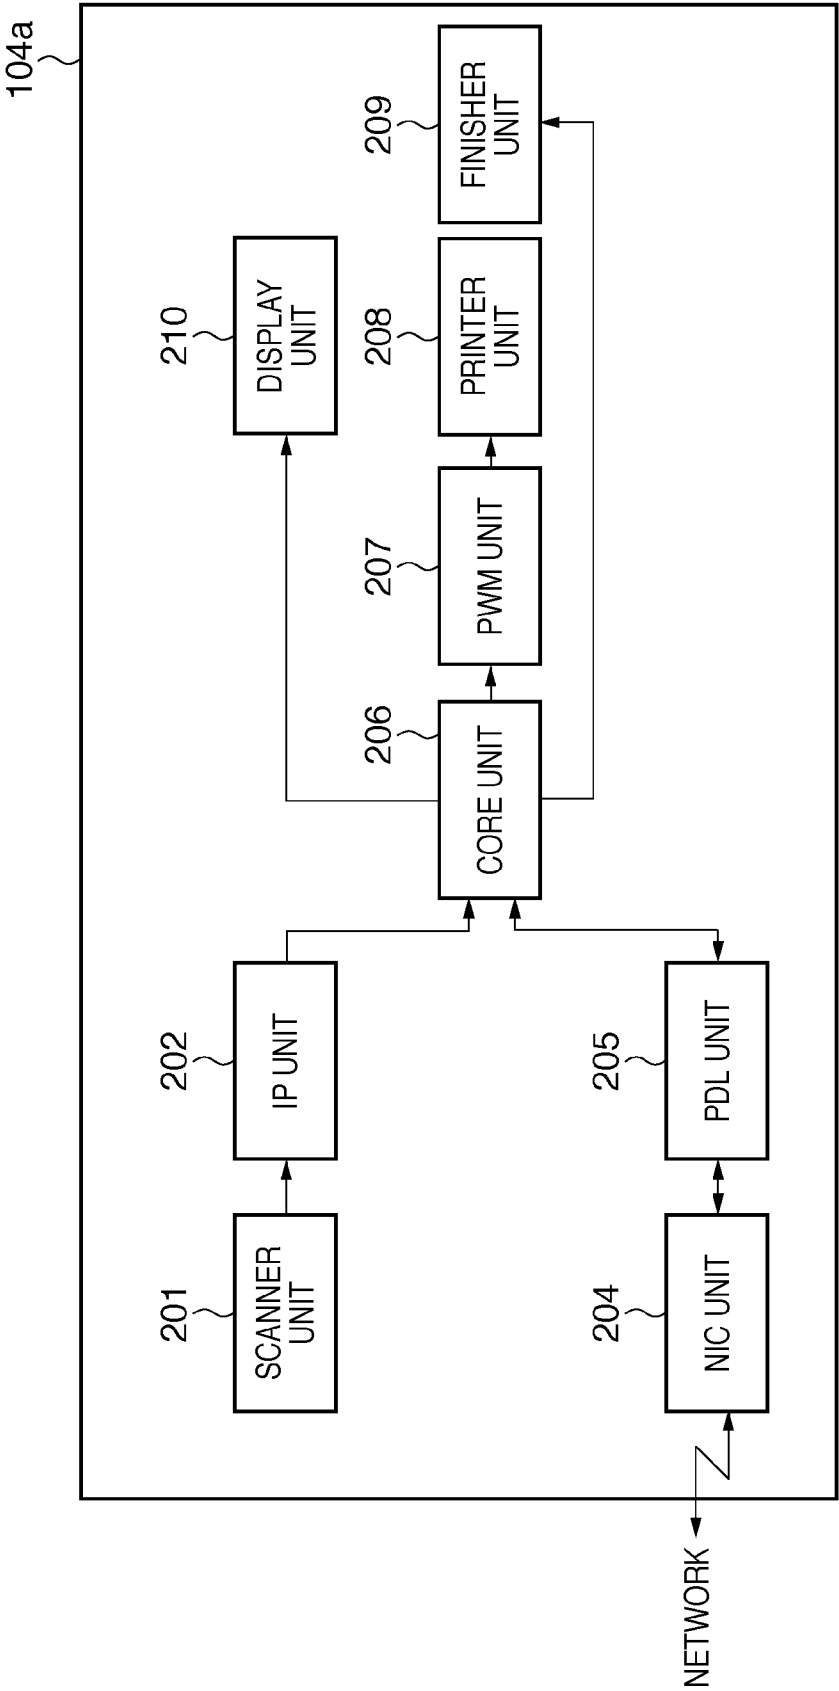 104a
201
SCANNER
UNIT
202
IP UNIT
210
DISPLAY
UNIT
206
CORE UNIT
207
PWM UNIT
208
PRINTER
UNIT
209
FINISHER
UNIT
204
NIC UNIT
205
PDL UNIT
NETWORK